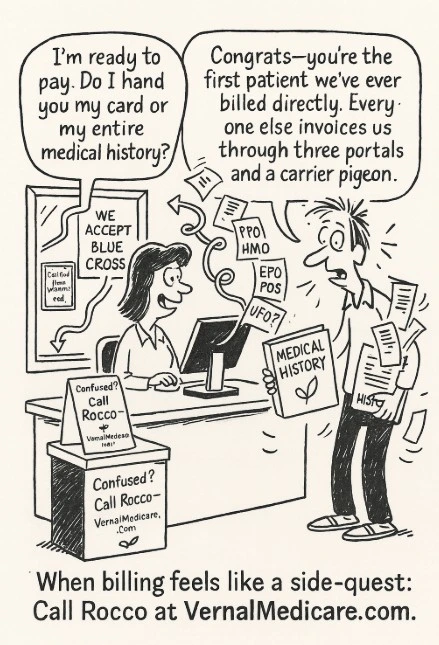 I'm ready to
pay. Do I hand
you my card or
my entire
medical history?
Congrats—you're the
first patient we've ever
billed directly. Every
one else invoices us
through three portals
and a carrier pigeon.
WE
ACCEPT
BLUE
CROSS
PPO
HMO
EPO
POS
UFO?
MEDICAL
HISTORY
HIST
Confused?
Call
Rocco–
Confused?
Call Rocco–
VernalMedicare.
.Com
When billing feels like a side-quest:
Call Rocco at VernalMedicare.com.